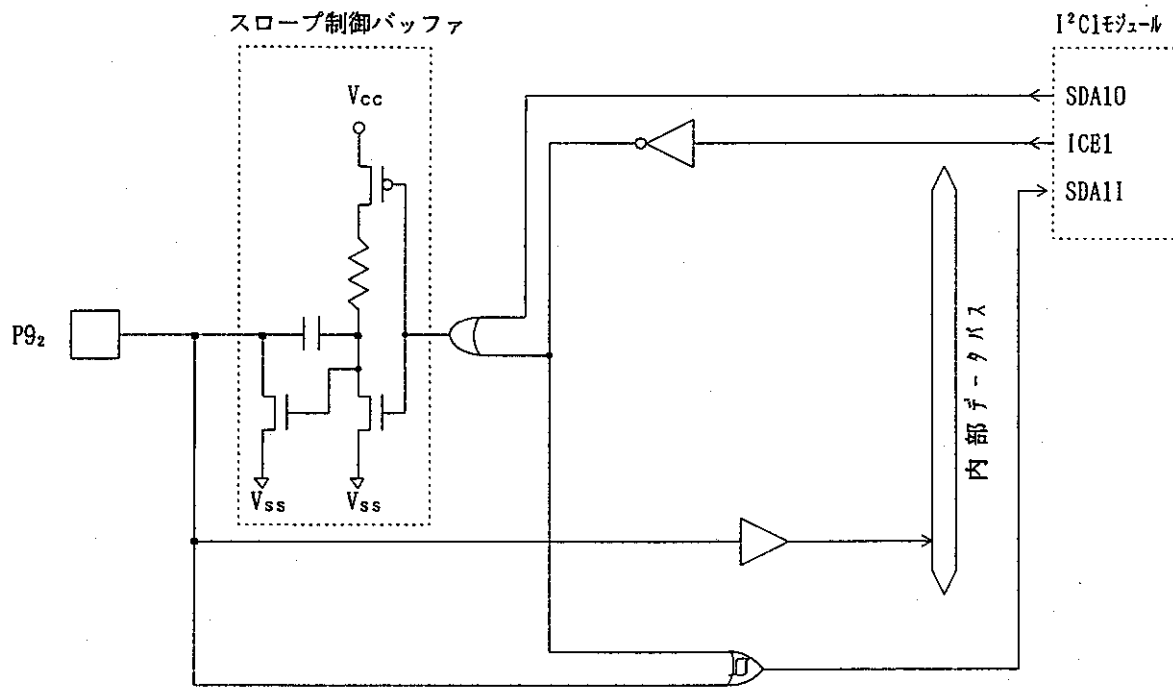 スロープ制御バッファ
I²C1モジュール
Vcc
SDA1O
ICE1
SDA1I
P9₂
内部データバス
Vss
Vss